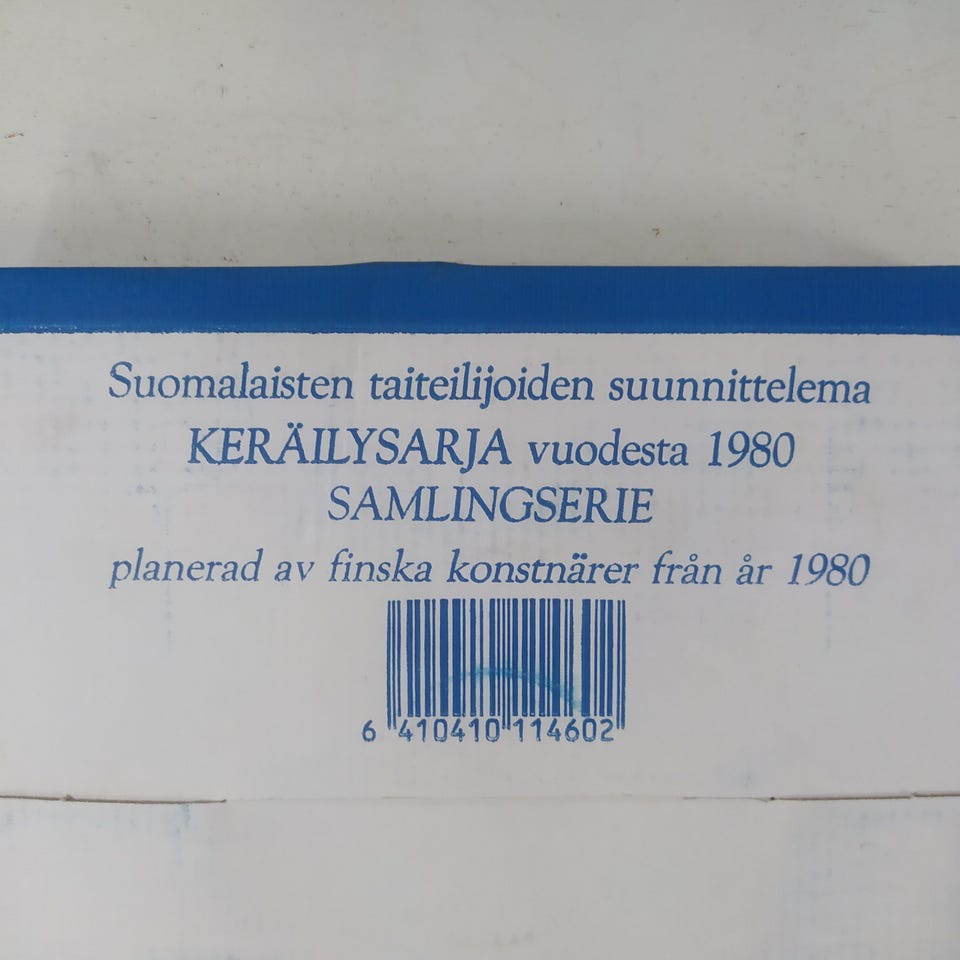 Suomalaisten taiteilijoiden suunnittelema
KERÄILYSARJA vuodesta 1980
SAMLINGSERIE
planerad av finska konstnärer från år 1980
6 410410 114602